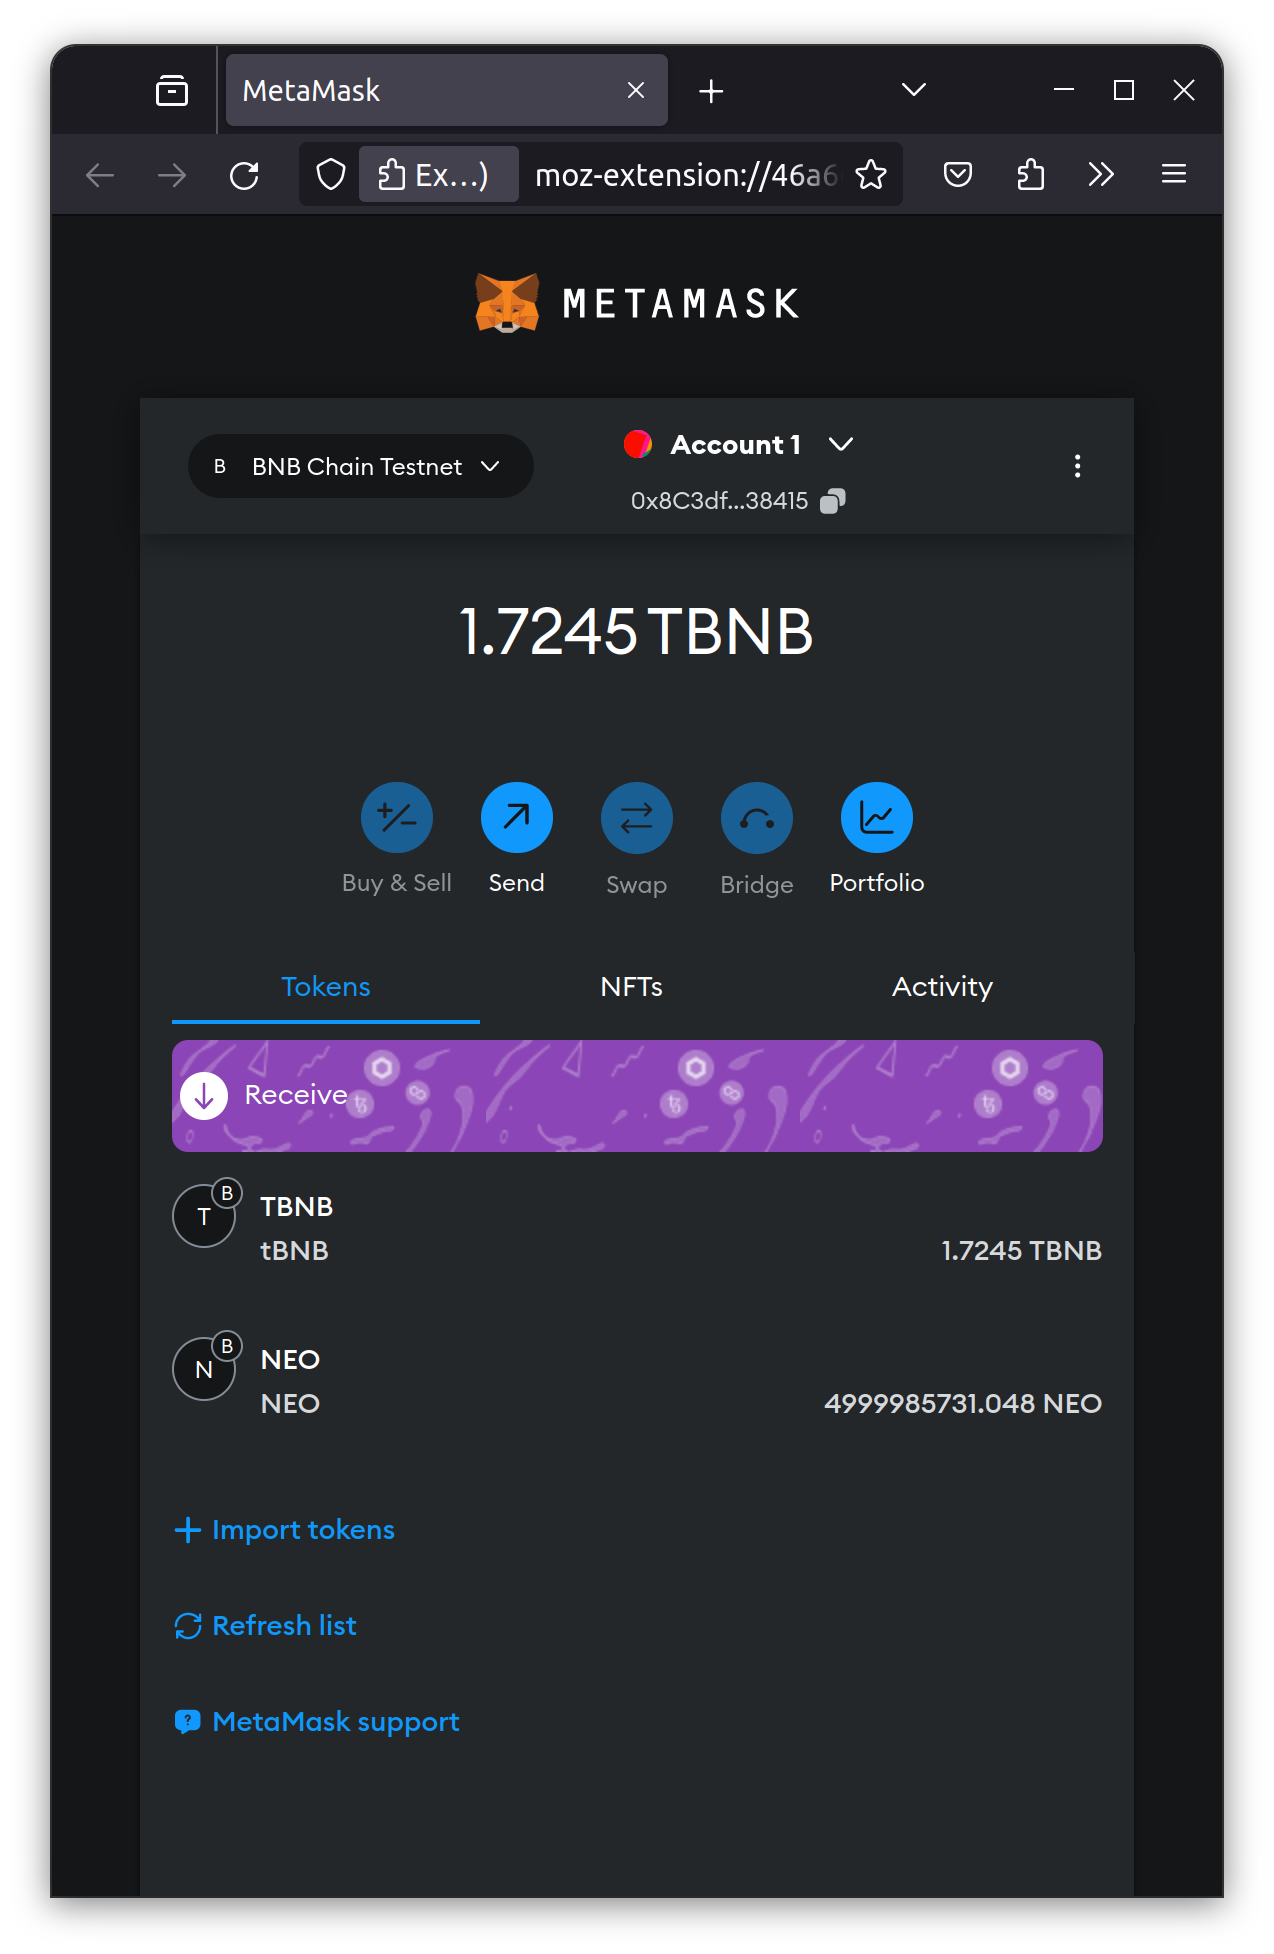 MetaMask
Ex...)
moz-extension://46a6
METAMASK
B
BNB Chain Testnet
Account 1
0x8C3df...38415
1.7245 TBNB
Buy & Sell
Send
Swap
Bridge
Portfolio
Tokens
NFTs
Activity
Receive
T
B
TBNB
tBNB
1.7245 TBNB
N
B
NEO
NEO
4999985731.048 NEO
Import tokens
Refresh list
MetaMask support